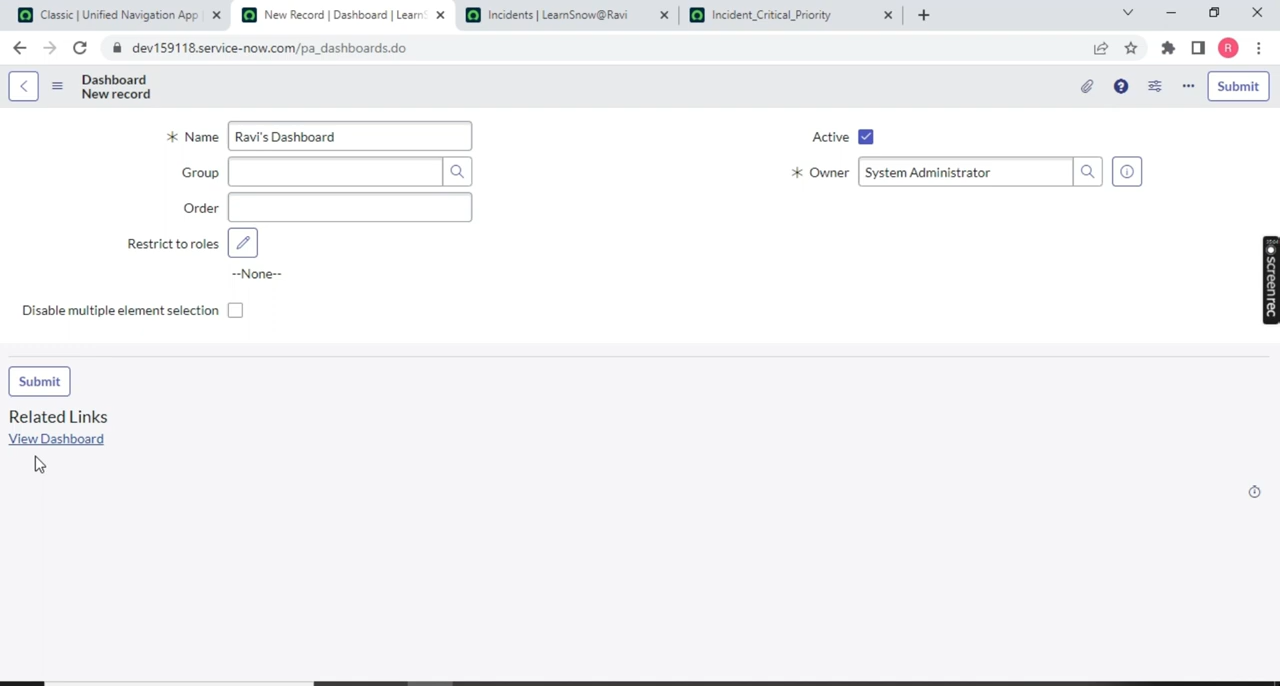 Classic | Unified Navigation App
New Record | Dashboard | Learn
Incidents | LearnSnow@Ravi
Incident_Critical_Priority
dev159118.service-now.com/pa_dashboards.do
R
Dashboard
New record
Submit
* Name Ravi's Dashboard
Active
Group
* Owner System Administrator
Order
Restrict to roles
--None--
Disable multiple element selection
Submit
Related Links
View Dashboard
screenrec